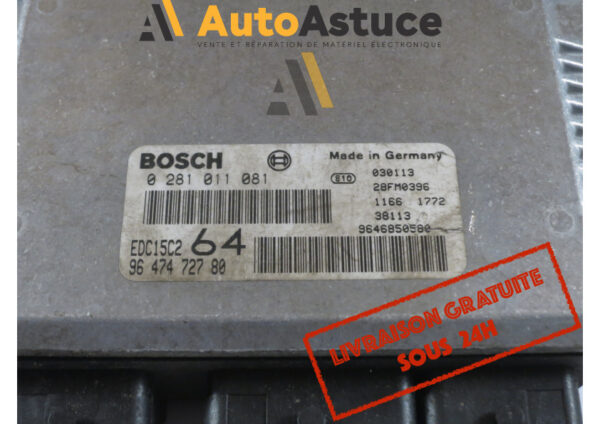 AutoAstuce
VENTE ET RÉPARATION DE MATÉRIEL ÉLECTRONIQUE
BOSCH
Made in Germany
0 281 011 081
e10
030113
28FM0396
1166 1772
38113
9646850580
EDC15C2 64
96 474 727 80
LIVRAISON GRATUITE
SOUS 24H